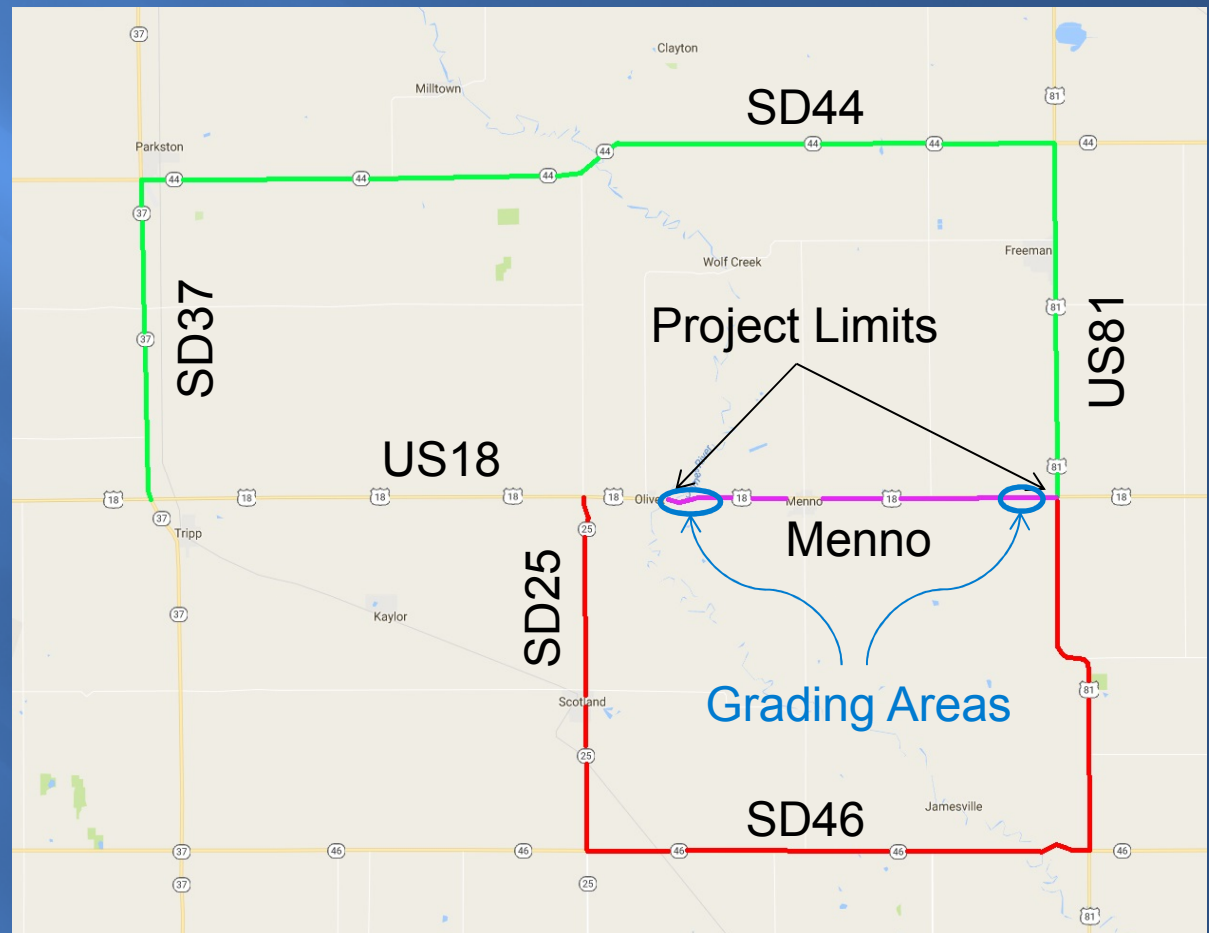 37
Clayton
Milltown
81
SD44
Parkston
44
44
44
44
44
44
44
37
Wolf Creek
Freeman
SD37
Project Limits
81
US81
37
US18
81
18
18
18
18
18
Olive
18
Menno
18
18
37
Tripp
25
Menno
SD25
37
Kaylor
Grading Areas
81
Scotland
25
Jamesville
SD46
37
46
46
46
46
46
37
25
81